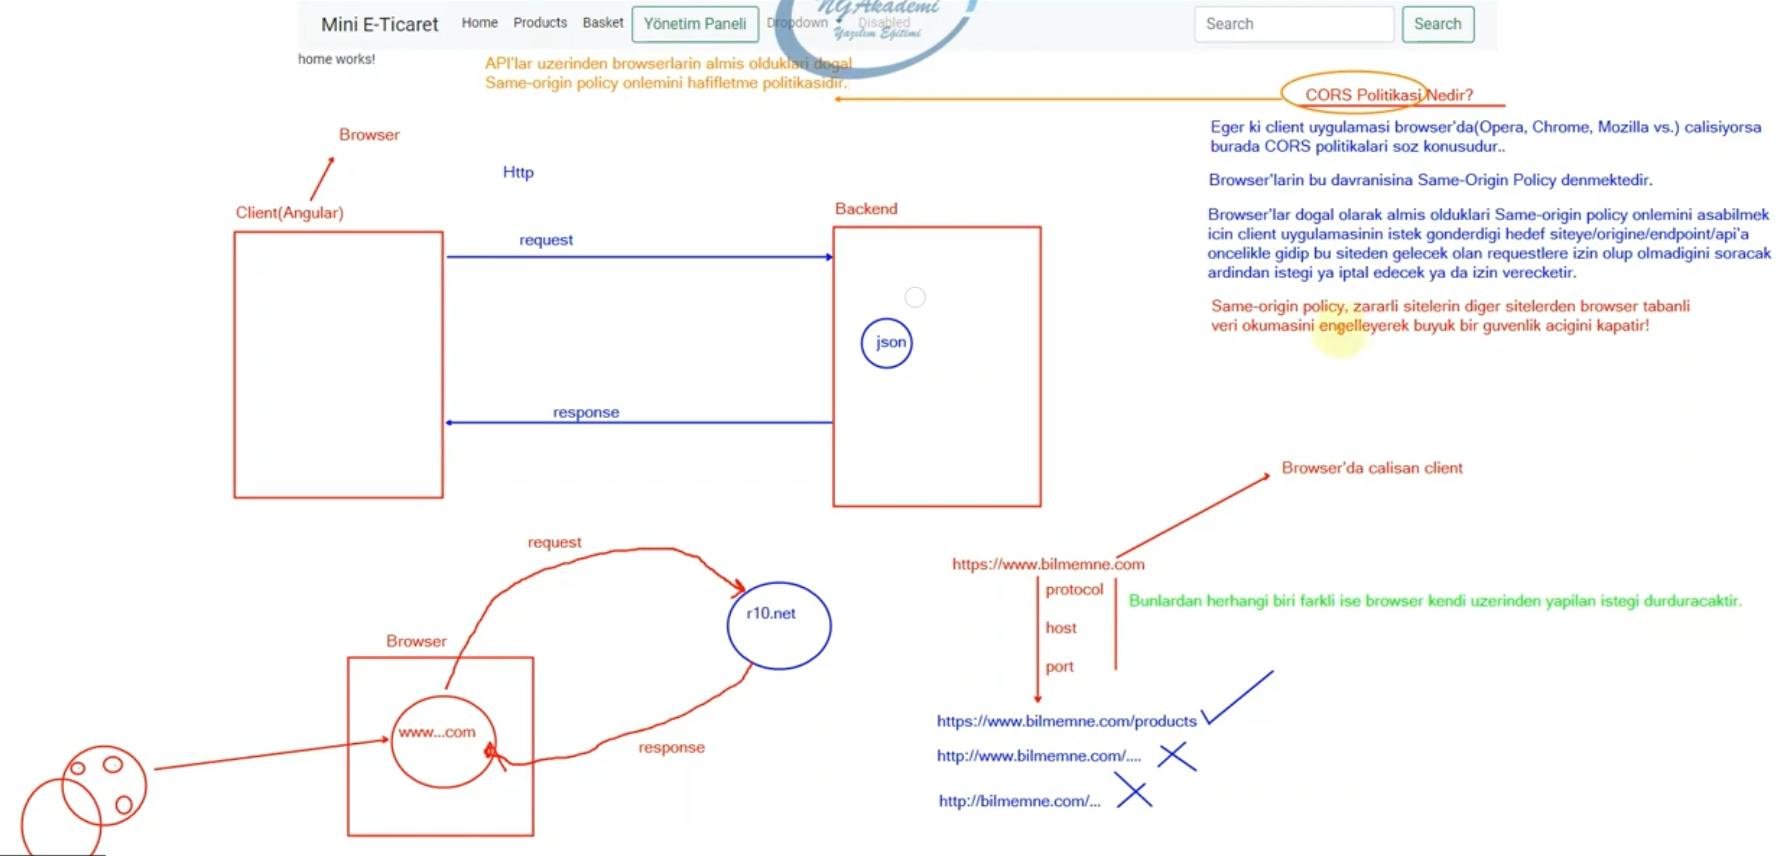 Mini E-Ticaret Home Products Basket Yönetim Paneli Dropdown Disabled Search Search
NGAkademi
Yazılım Eğitimi
home works!
API'lar uzerinden browserlarin almis olduklari dogal
Same-origin policy onlemini hafifletme politikasidir.
CORS Politikasi Nedir?
Eger ki client uygulamasi browser'da(Opera, Chrome, Mozilla vs.) calisiyorsa
burada CORS politikalari soz konusudur..
Browser'larin bu davranisina Same-Origin Policy denmektedir.
Browser'lar dogal olarak almis olduklari Same-origin policy onlemini asabilmek
icin client uygulamasinin istek gonderdigi hedef siteye/origine/endpoint/api'a
oncelikle gidip bu siteden gelecek olan requestlere izin olup olmadigini soracak
ardindan istegi ya iptal edecek ya da izin verecketir.
Same-origin policy, zararli sitelerin diger sitelerden browser tabanli
veri okumasini engelleyerek buyuk bir guvenlik acigini kapatir!
Browser
Http
Client(Angular)
Backend
request
json
response
Browser'da calisan client
request
https://www.bilmemne.com
protocol
Bunlardan herhangi biri farkli ise browser kendi uzerinden yapilan istegi durduracaktir.
host
port
r10.net
Browser
www...com
response
https://www.bilmemne.com/products
http://www.bilmemne.com/....
http://bilmemne.com/...